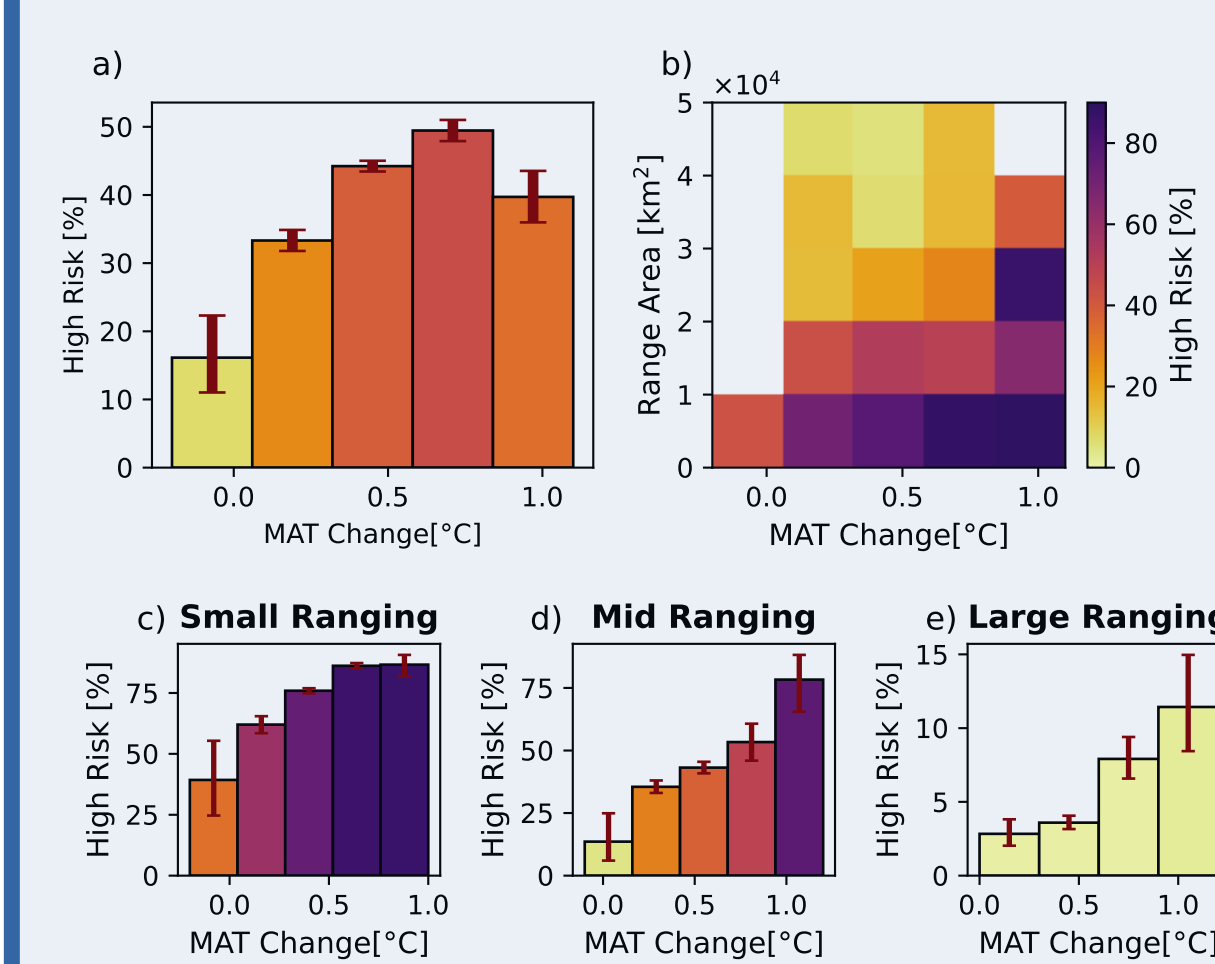 a)
50
40
30
20
10
0
High Risk [%]
0.0 0.5 1.0
MAT Change[°C]
b)
×10⁴
5
4
3
2
1
0
Range Area [km²]
0.0 0.5 1.0
MAT Change[°C]
80
60
40
20
0
High Risk [%]
c) Small Ranging
75
50
25
0
High Risk [%]
0.0 0.5 1.0
MAT Change[°C]
d) Mid Ranging
75
50
25
0
High Risk [%]
0.0 0.5 1.0
MAT Change[°C]
e) Large Ranging
15
10
5
0
High Risk [%]
0.0 0.5 1.0
MAT Change[°C]